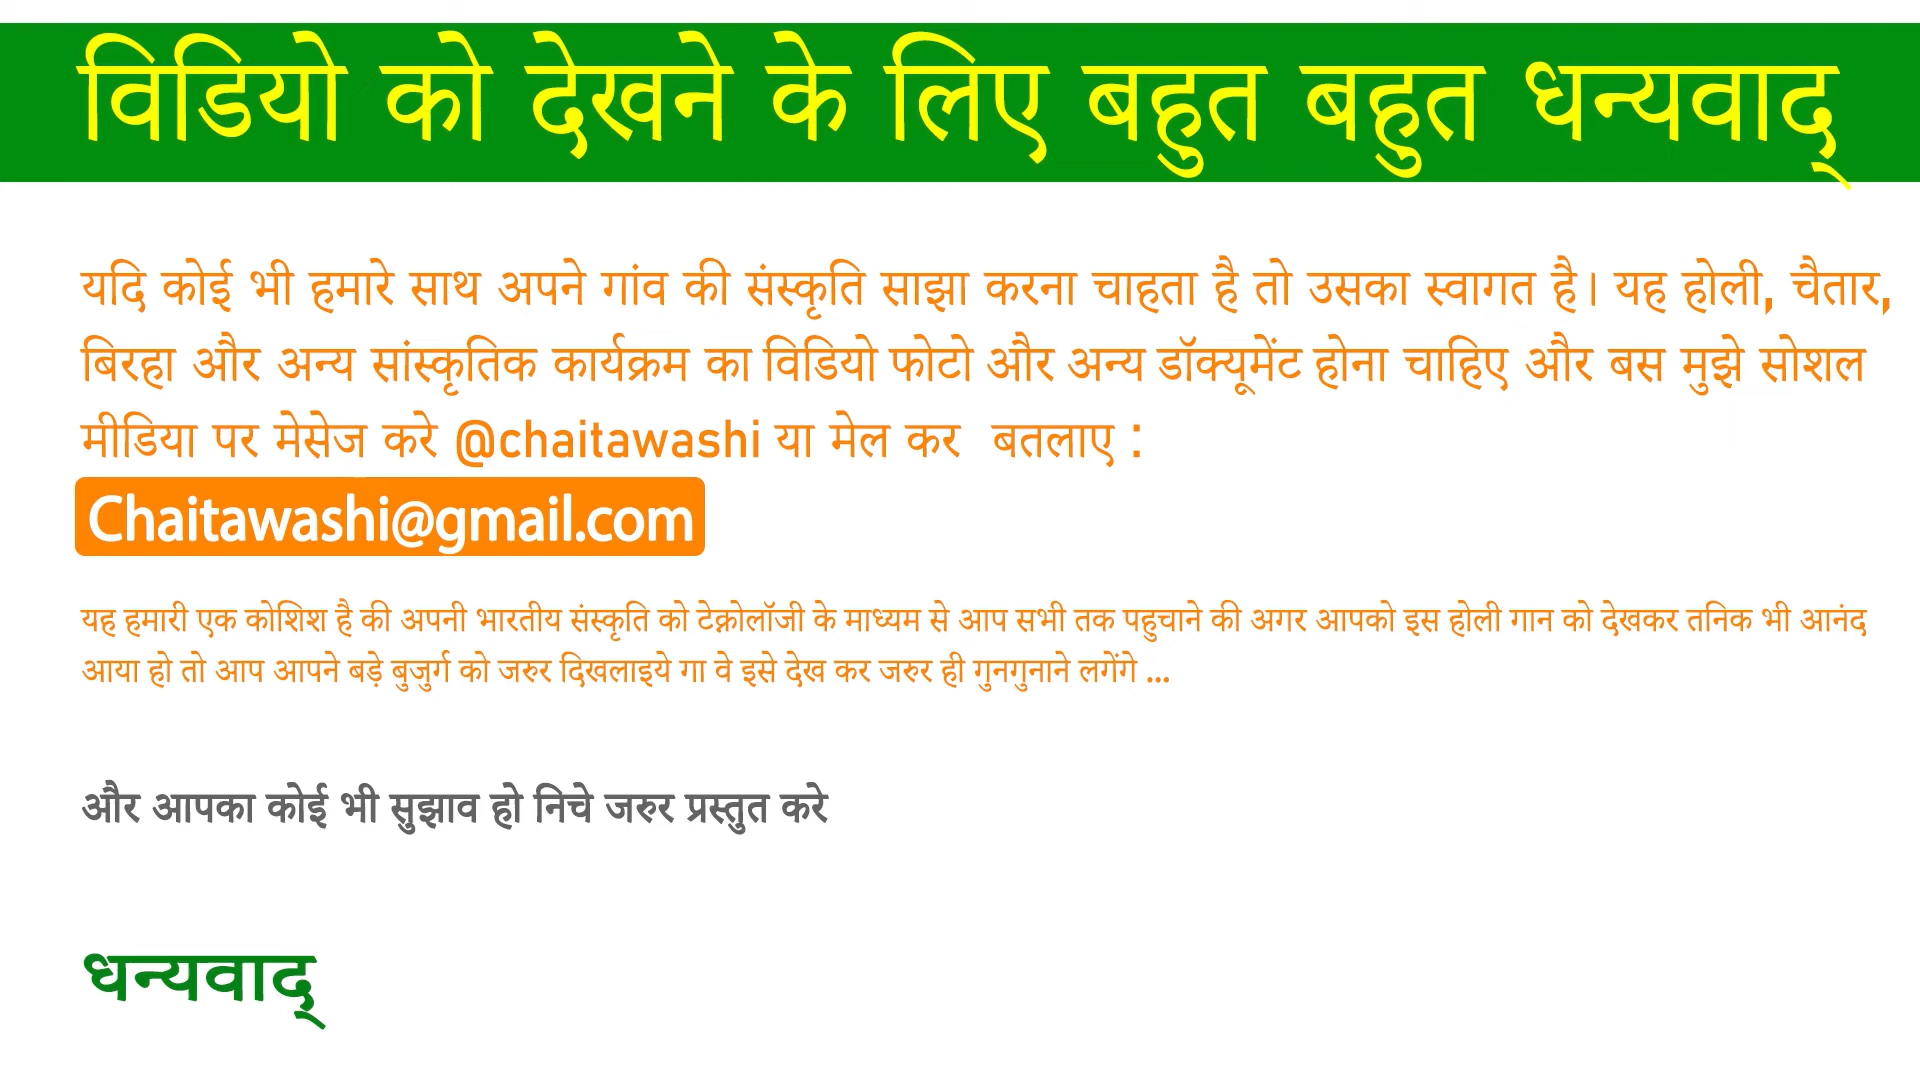 विडियो को देखने के लिए बहुत बहुत धन्यवाद्
यदि कोई भी हमारे साथ अपने गांव की संस्कृति साझा करना चाहता है तो उसका स्वागत है। यह होली, चैतार,
बिरहा और अन्य सांस्कृतिक कार्यक्रम का विडियो फोटो और अन्य डॉक्यूमेंट होना चाहिए और बस मुझे सोशल
मीडिया पर मेसेज करे @chaitawashi या मेल कर बतलाए :
Chaitawashi@gmail.com
यह हमारी एक कोशिश है की अपनी भारतीय संस्कृति को टेक्नोलॉजी के माध्यम से आप सभी तक पहुचाने की अगर आपको इस होली गान को देखकर तनिक भी आनंद
आया हो तो आप आपने बड़े बुजुर्ग को जरुर दिखलाइये गा वे इसे देख कर जरुर ही गुनगुनाने लगेंगे ...
और आपका कोई भी सुझाव हो निचे जरुर प्रस्तुत करे
धन्यवाद्